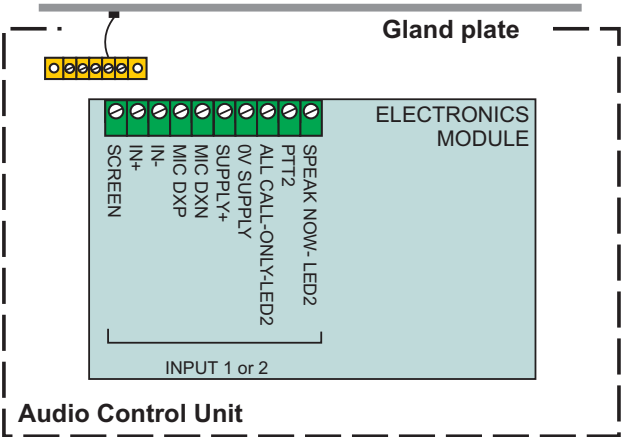 Gland plate
ELECTRONICS
MODULE
SCREEN
IN+
IN-
MIC DXP
MIC DXN
SUPPLY+
0V SUPPLY
ALL CALL-ONLY-LED2
PTT2
SPEAK NOW- LED2
INPUT 1 or 2
Audio Control Unit